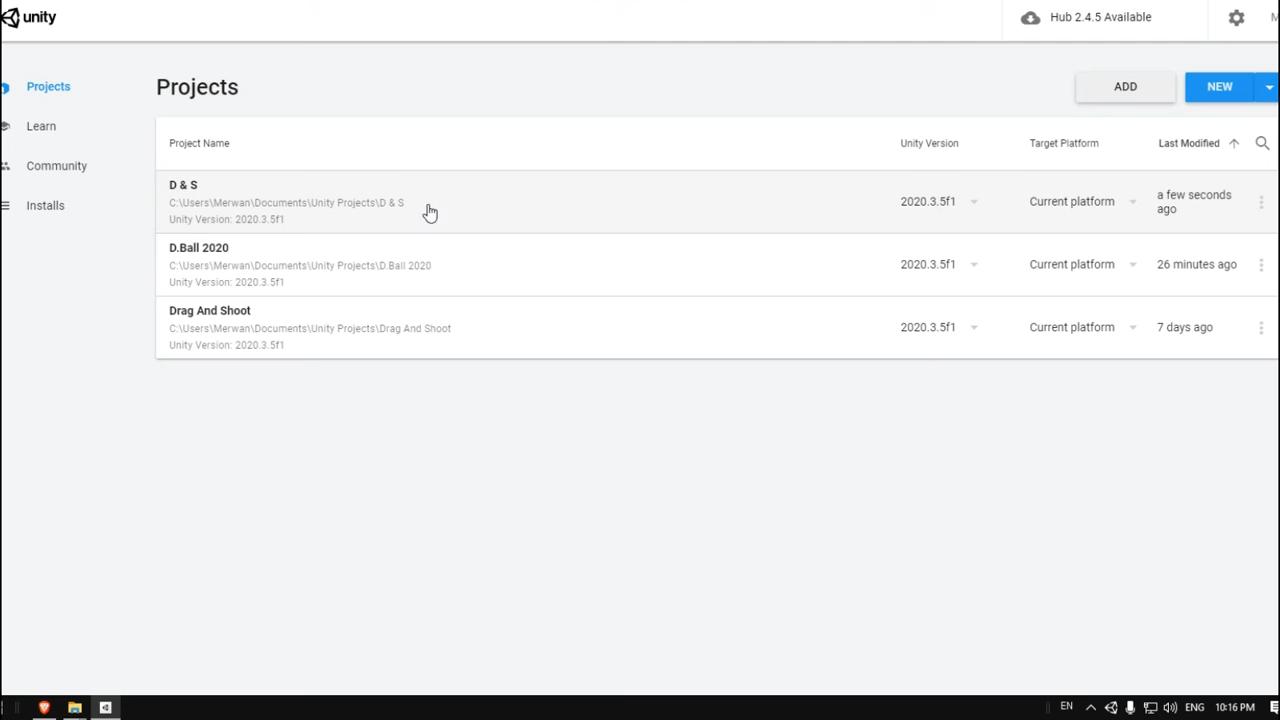 unity
Hub 2.4.5 Available
Projects
Learn
Community
Installs
Projects
ADD
NEW
Project Name
Unity Version
Target Platform
Last Modified
D & S
C:\Users\Merwan\Documents\Unity Projects\D & S
Unity Version: 2020.3.5f1
2020.3.5f1
Current platform
a few seconds
ago
D.Ball 2020
C:\Users\Merwan\Documents\Unity Projects\D.Ball 2020
Unity Version: 2020.3.5f1
2020.3.5f1
Current platform
26 minutes ago
Drag And Shoot
C:\Users\Merwan\Documents\Unity Projects\Drag And Shoot
Unity Version: 2020.3.5f1
2020.3.5f1
Current platform
7 days ago
EN
ENG
10:16 PM